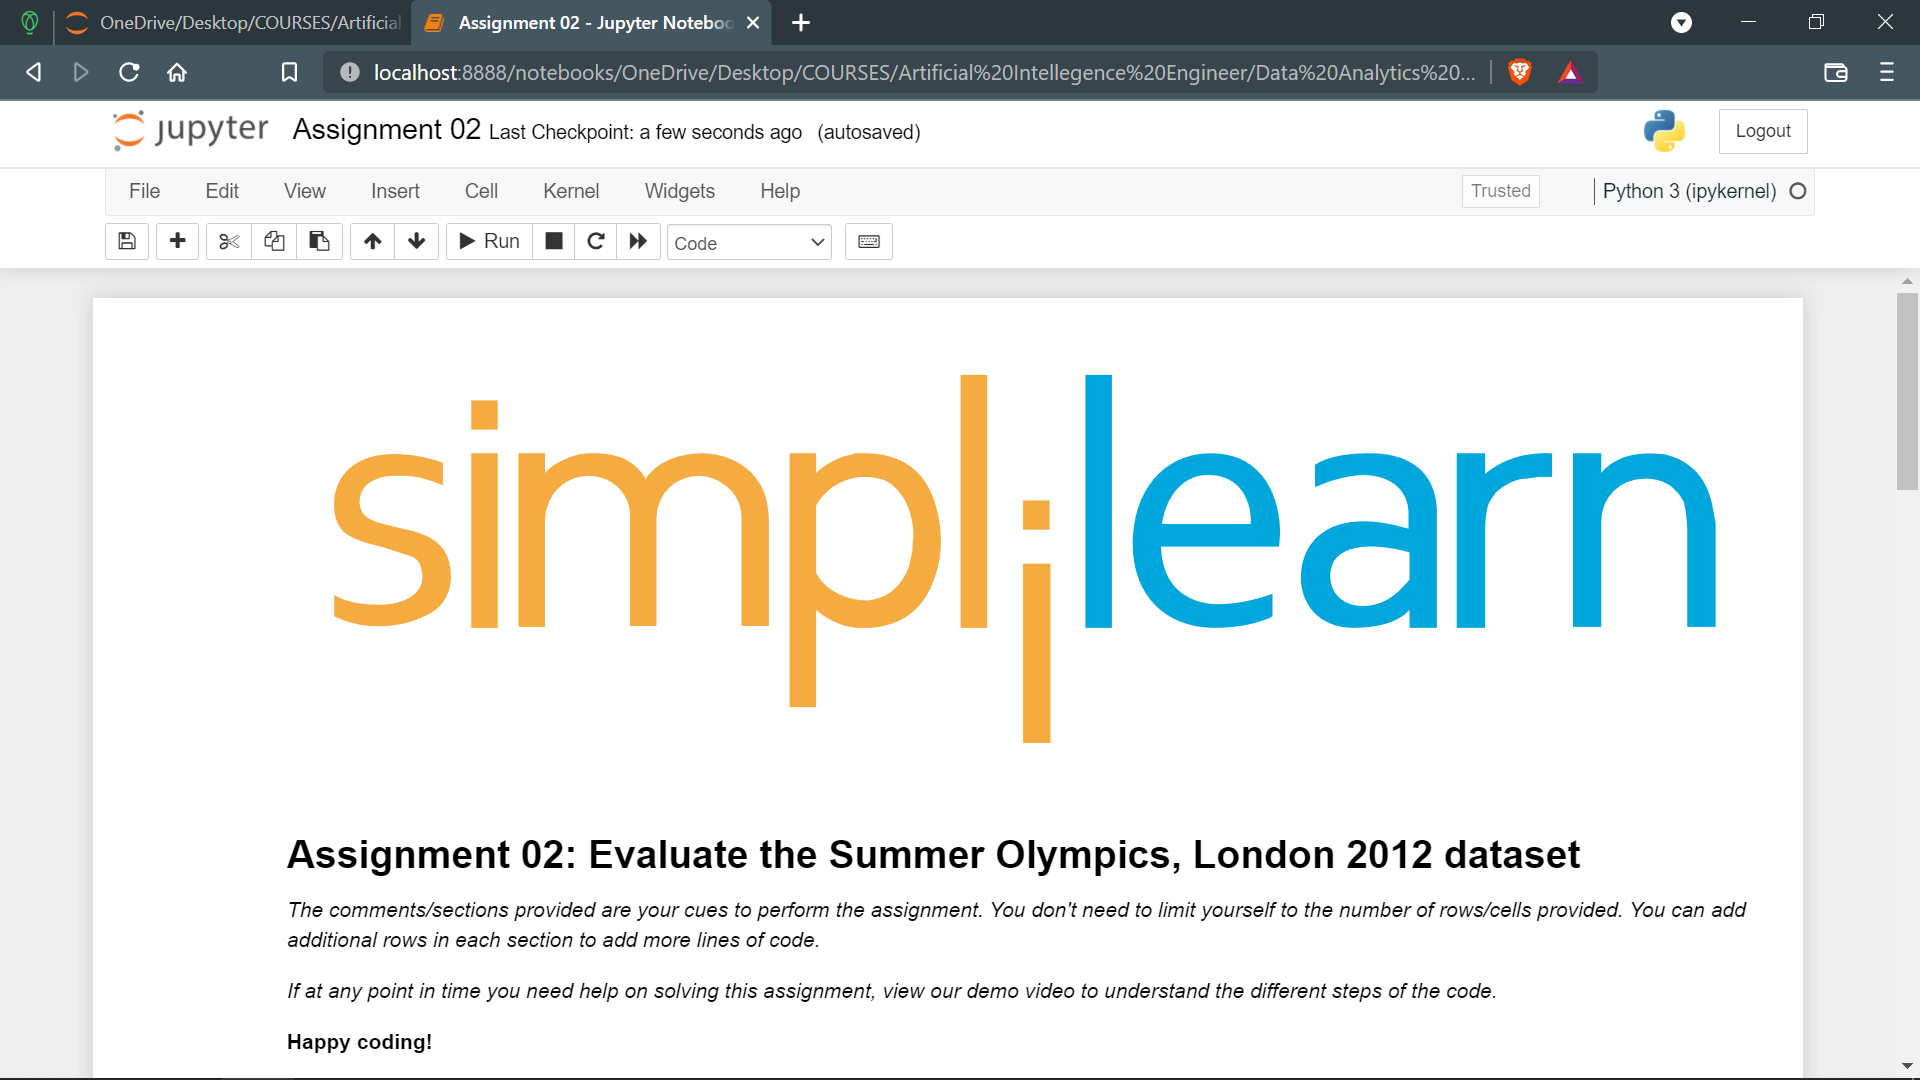 OneDrive/Desktop/COURSES/Artificial
Assignment 02 - Jupyter Noteboo
localhost:8888/notebooks/OneDrive/Desktop/COURSES/Artificial%20Intellegence%20Engineer/Data%20Analytics%20...
jupyter Assignment 02 Last Checkpoint: a few seconds ago (autosaved)
Logout
File Edit View Insert Cell Kernel Widgets Help
Trusted
Python 3 (ipykernel)
Run
Code
simplilearn
Assignment 02: Evaluate the Summer Olympics, London 2012 dataset
The comments/sections provided are your cues to perform the assignment. You don't need to limit yourself to the number of rows/cells provided. You can add
additional rows in each section to add more lines of code.
If at any point in time you need help on solving this assignment, view our demo video to understand the different steps of the code.
Happy coding!